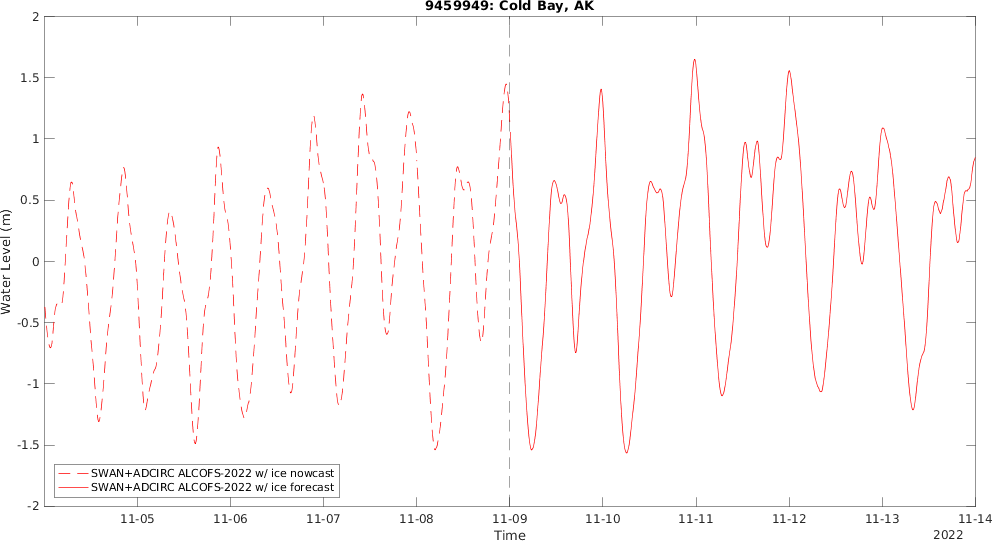 9459949: Cold Bay, AK
2
1.5
1
0.5
0
-0.5
-1
-1.5
-2
Water Level (m)
SWAN+ADCIRC ALCOFS-2022 w/ ice nowcast
SWAN+ADCIRC ALCOFS-2022 w/ ice forecast
11-05 11-06 11-07 11-08 11-09 11-10 11-11 11-12 11-13 11-14
Time
2022